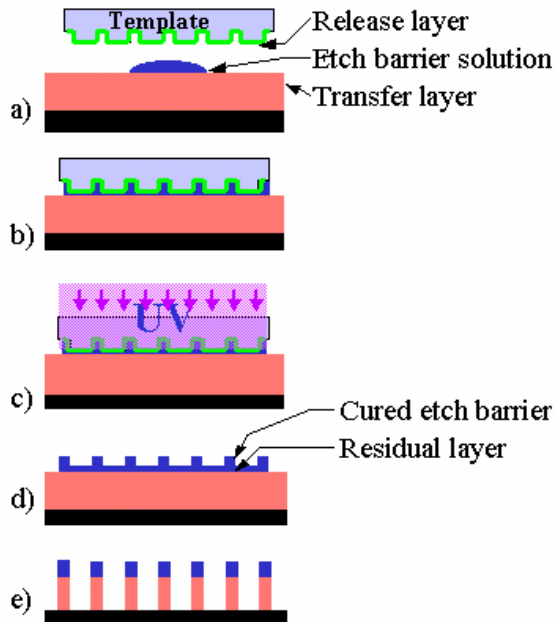 Template
Release layer
Etch barrier solution
Transfer layer
a)
b)
UV
c)
Cured etch barrier
Residual layer
d)
e)